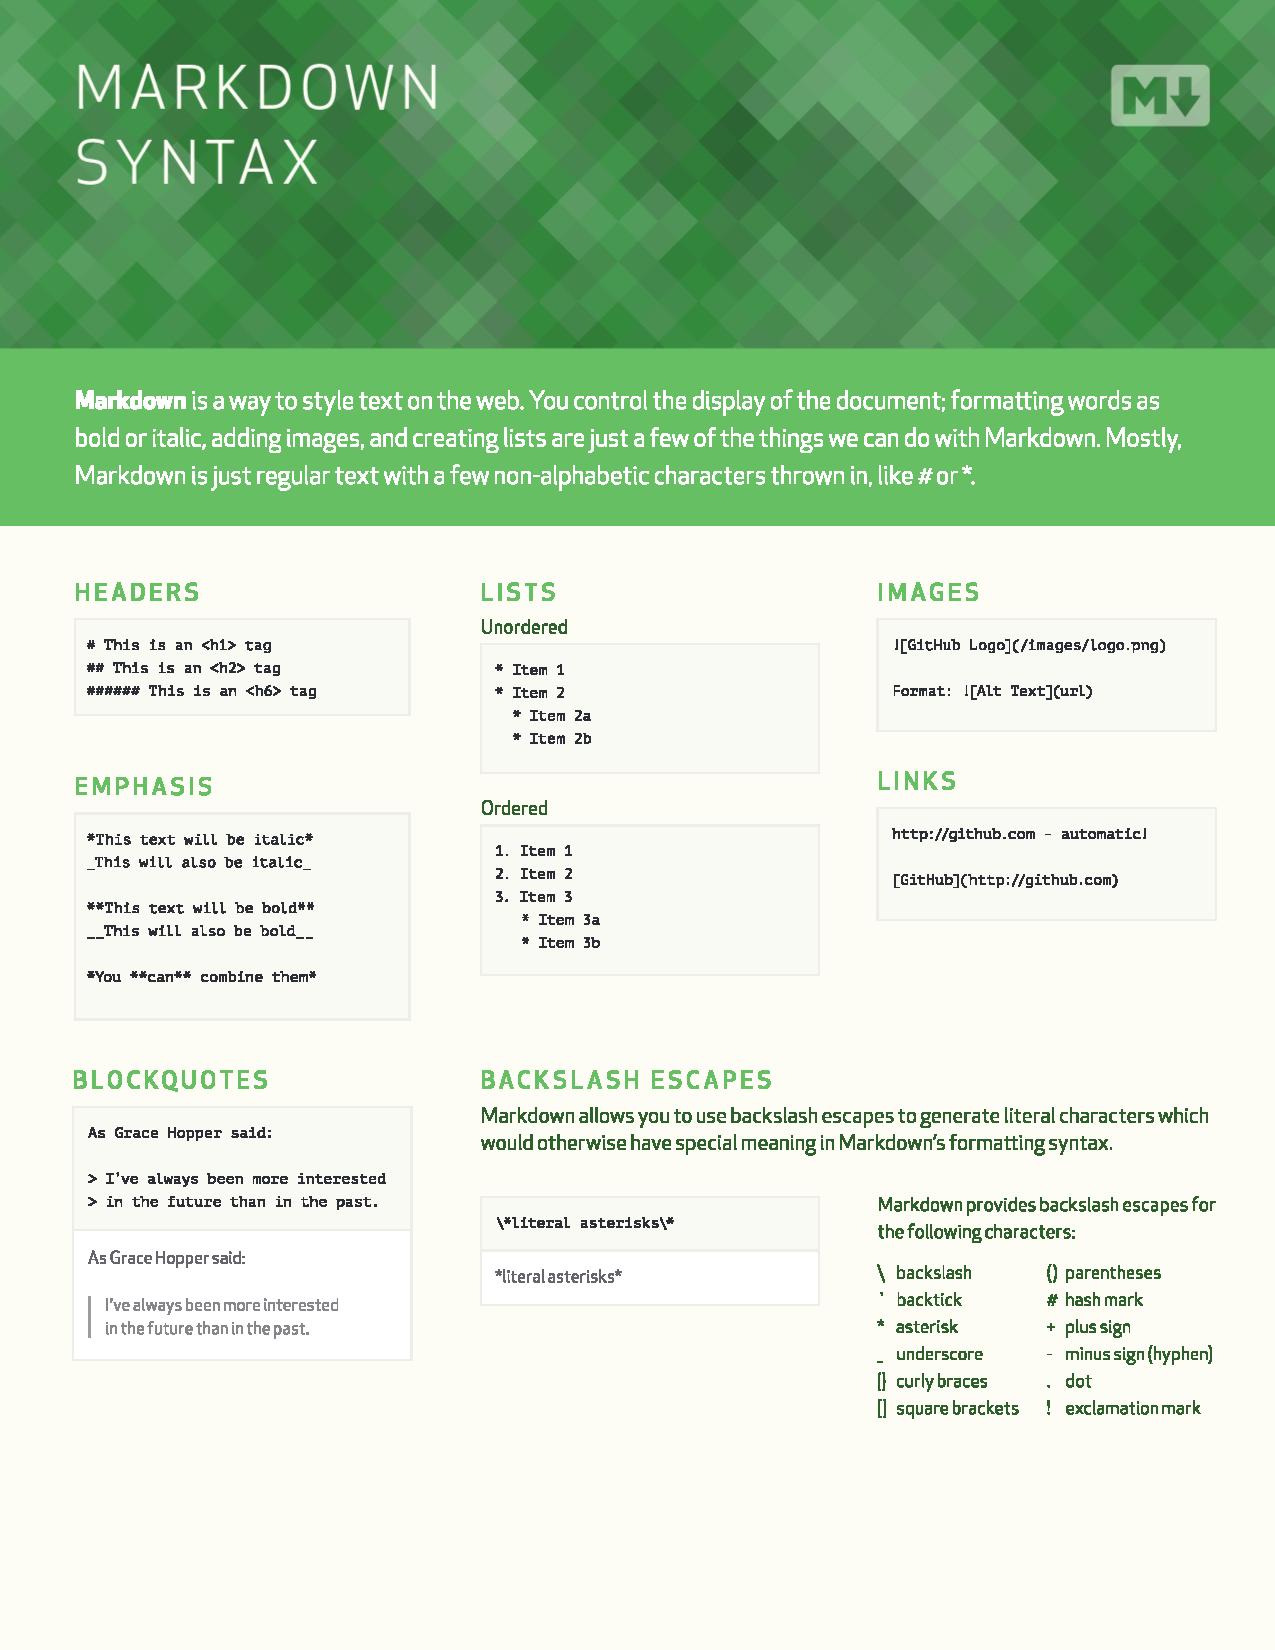 MARKDOWN
SYNTAX
M
Markdown is a way to style text on the web. You control the display of the document; formatting words as
bold or italic, adding images, and creating lists are just a few of the things we can do with Markdown. Mostly,
Markdown is just regular text with a few non-alphabetic characters thrown in, like # or *.
HEADERS
# This is an <h1> tag
## This is an <h2> tag
###### This is an <h6> tag
EMPHASIS
*This text will be italic*
_This will also be italic_
**This text will be bold**
__This will also be bold__
*You **can** combine them*
LISTS
Unordered
* Item 1
* Item 2
  * Item 2a
  * Item 2b
Ordered
1. Item 1
2. Item 2
3. Item 3
   * Item 3a
   * Item 3b
IMAGES
![GitHub Logo](/images/logo.png)
Format: ![Alt Text](url)
LINKS
http://github.com - automatic!
[GitHub](http://github.com)
BLOCKQUOTES
As Grace Hopper said:
> I've always been more interested
> in the future than in the past.
As Grace Hopper said:
I've always been more interested
in the future than in the past.
BACKSLASH ESCAPES
Markdown allows you to use backslash escapes to generate literal characters which
would otherwise have special meaning in Markdown's formatting syntax.
\*literal asterisks\*
*literal asterisks*
Markdown provides backslash escapes for
the following characters:
\ backslash
` backtick
* asterisk
_ underscore
{} curly braces
[] square brackets
() parentheses
# hash mark
+ plus sign
- minus sign (hyphen)
. dot
! exclamation mark